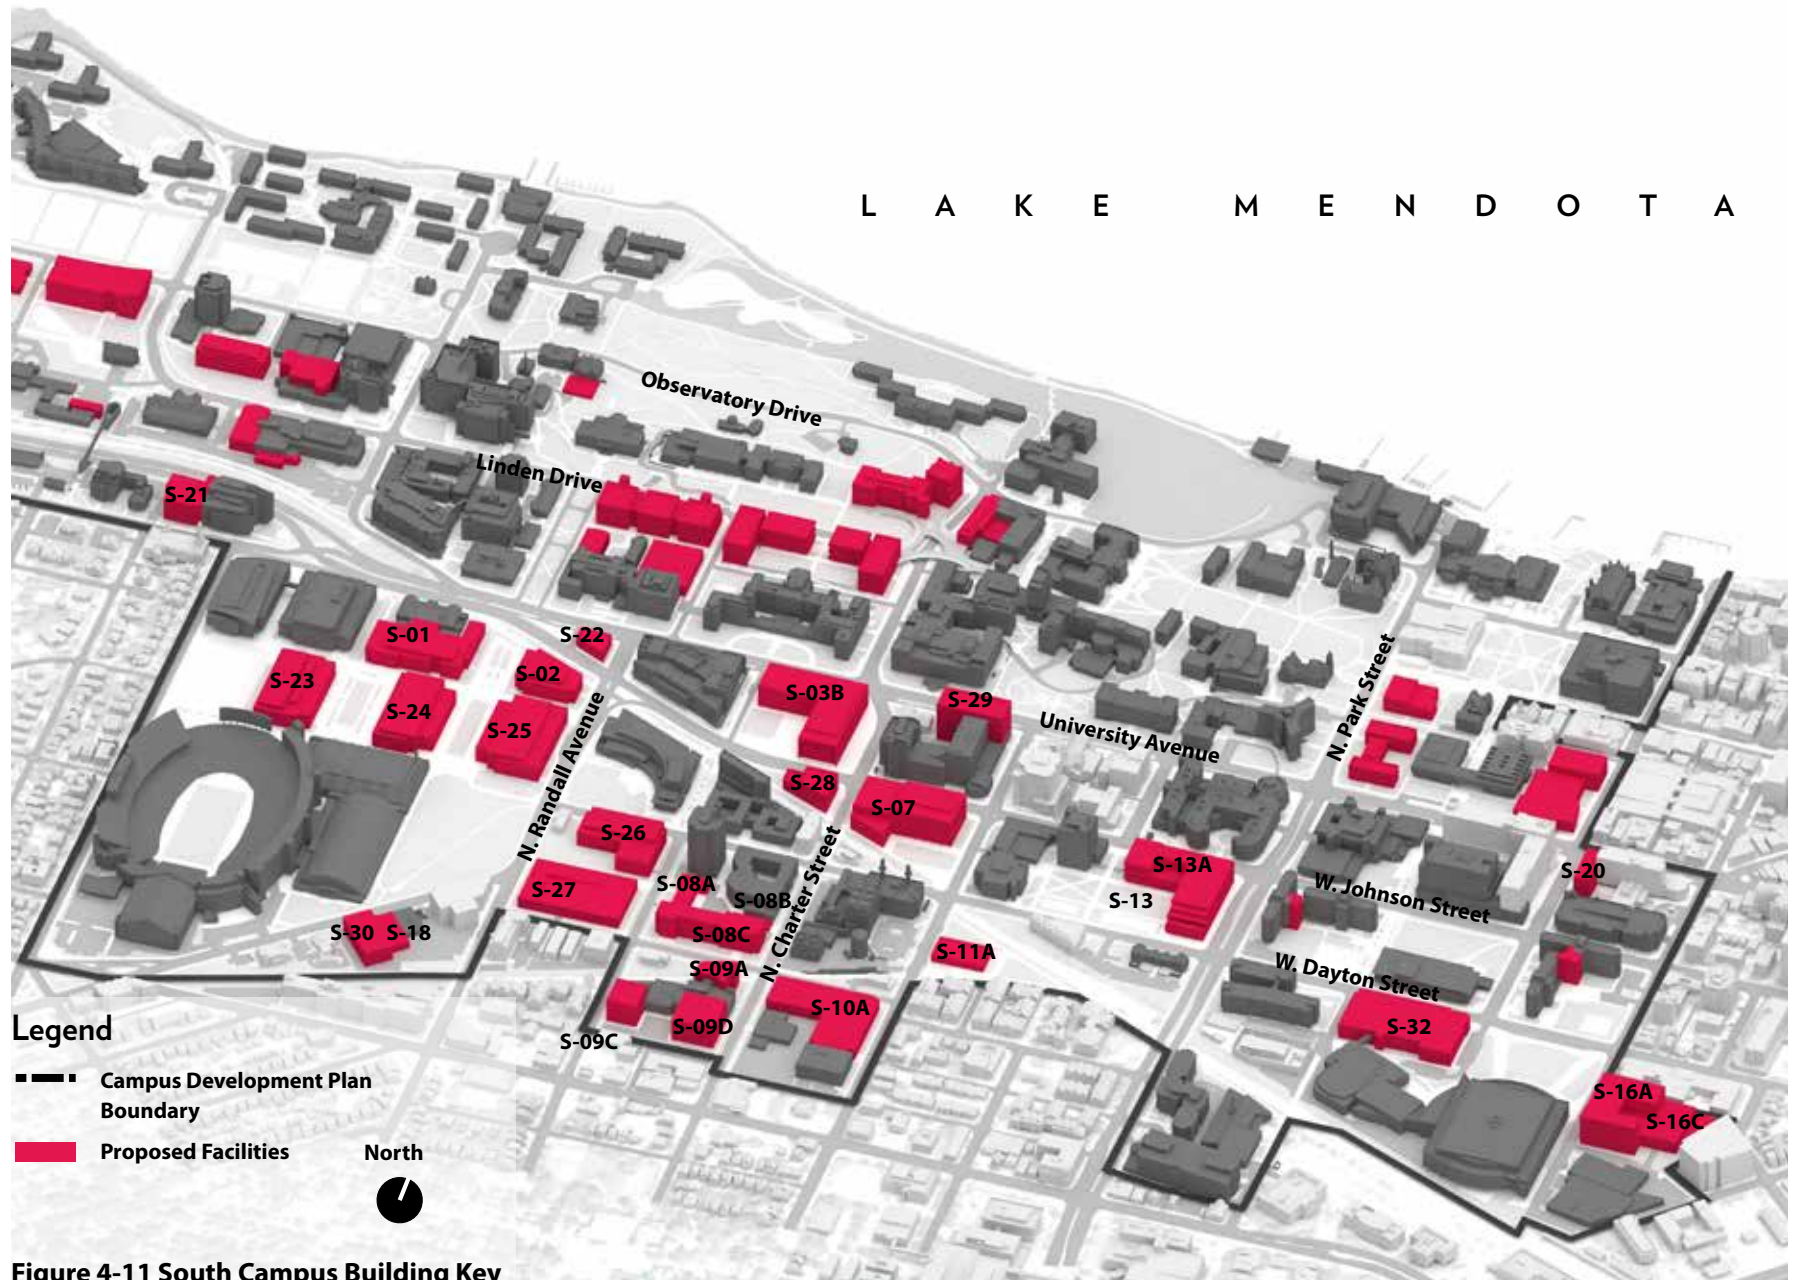 LAKE MENDOTA
Observatory Drive
Linden Drive
S-21
S-01
S-22
S-02
S-23
S-24
S-25
S-03B
S-29
University Avenue
N. Park Street
N. Randall Avenue
S-28
S-07
S-26
S-27
S-08A
S-08B
S-08C
N. Charter Street
S-13A
S-13
S-20
W. Johnson Street
S-30
S-18
S-09A
S-11A
W. Dayton Street
S-10A
S-09D
S-09C
S-32
S-16A
S-16C
Legend
Campus Development Plan
Boundary
Proposed Facilities
North
Figure 4-11 South Campus Building Key